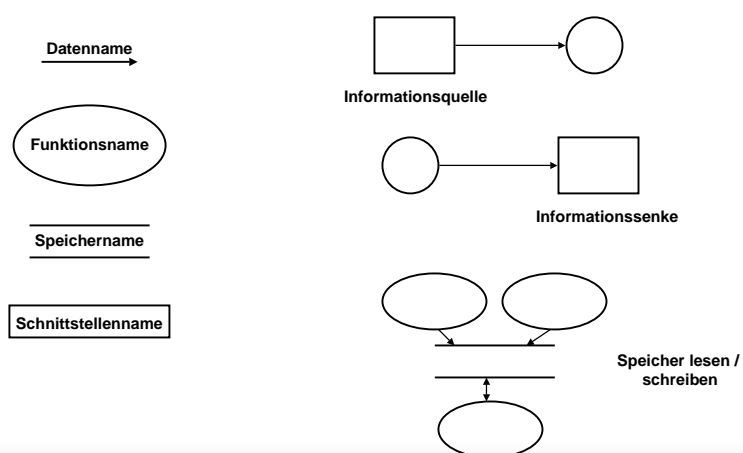 Datenname
Funktionsname
Speichername
Schnittstellenname
Informationsquelle
Informationssenke
Speicher lesen /
schreiben